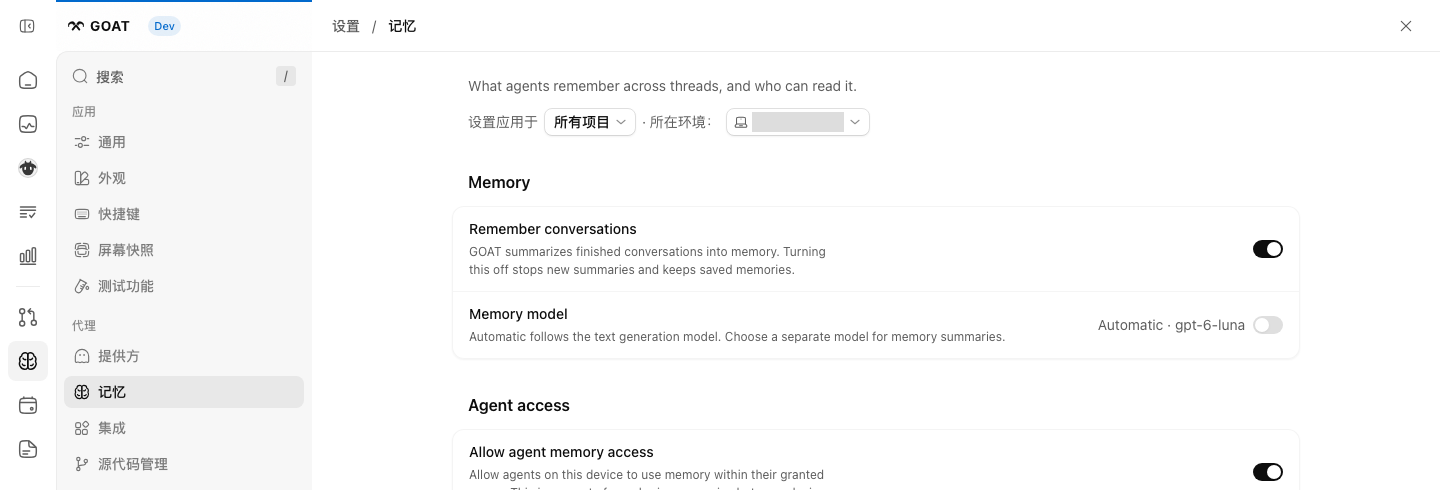 GOAT Dev
设置 / 记忆
搜索 /
应用
通用
外观
快捷键
屏幕快照
测试功能
代理
提供方
记忆
集成
源代码管理
What agents remember across threads, and who can read it.
设置应用于 所有项目 · 所在环境：
Memory
Remember conversations
GOAT summarizes finished conversations into memory. Turning
this off stops new summaries and keeps saved memories.
Memory model
Automatic follows the text generation model. Choose a separate model for memory summaries.
Automatic · gpt-6-luna
Agent access
Allow agent memory access
Allow agents on this device to use memory within their granted